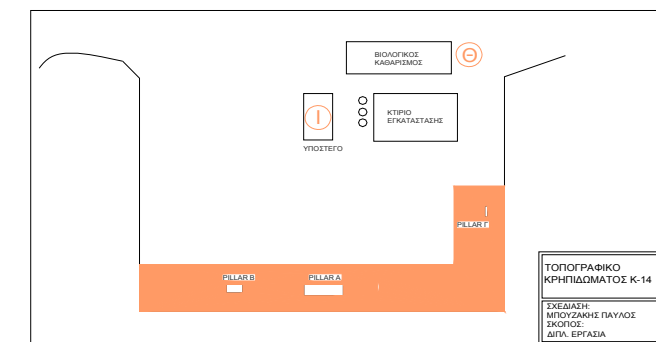 ΒΙΟΛΟΓΙΚΟΣ
ΚΑΘΑΡΙΣΜΟΣ
Θ
Ι
ΚΤΙΡΙΟ
ΕΓΚΑΤΑΣΤΑΣΗΣ
ΥΠΟΣΤΕΓΟ
PILLAR Γ
PILLAR B
PILLAR A
ΤΟΠΟΓΡΑΦΙΚΟ
ΚΡΗΠΙΔΩΜΑΤΟΣ Κ-14
ΣΧΕΔΙΑΣΗ:
ΜΠΟΥΖΑΚΗΣ ΠΑΥΛΟΣ
ΣΚΟΠΟΣ:
ΔΙΠΛ. ΕΡΓΑΣΙΑ